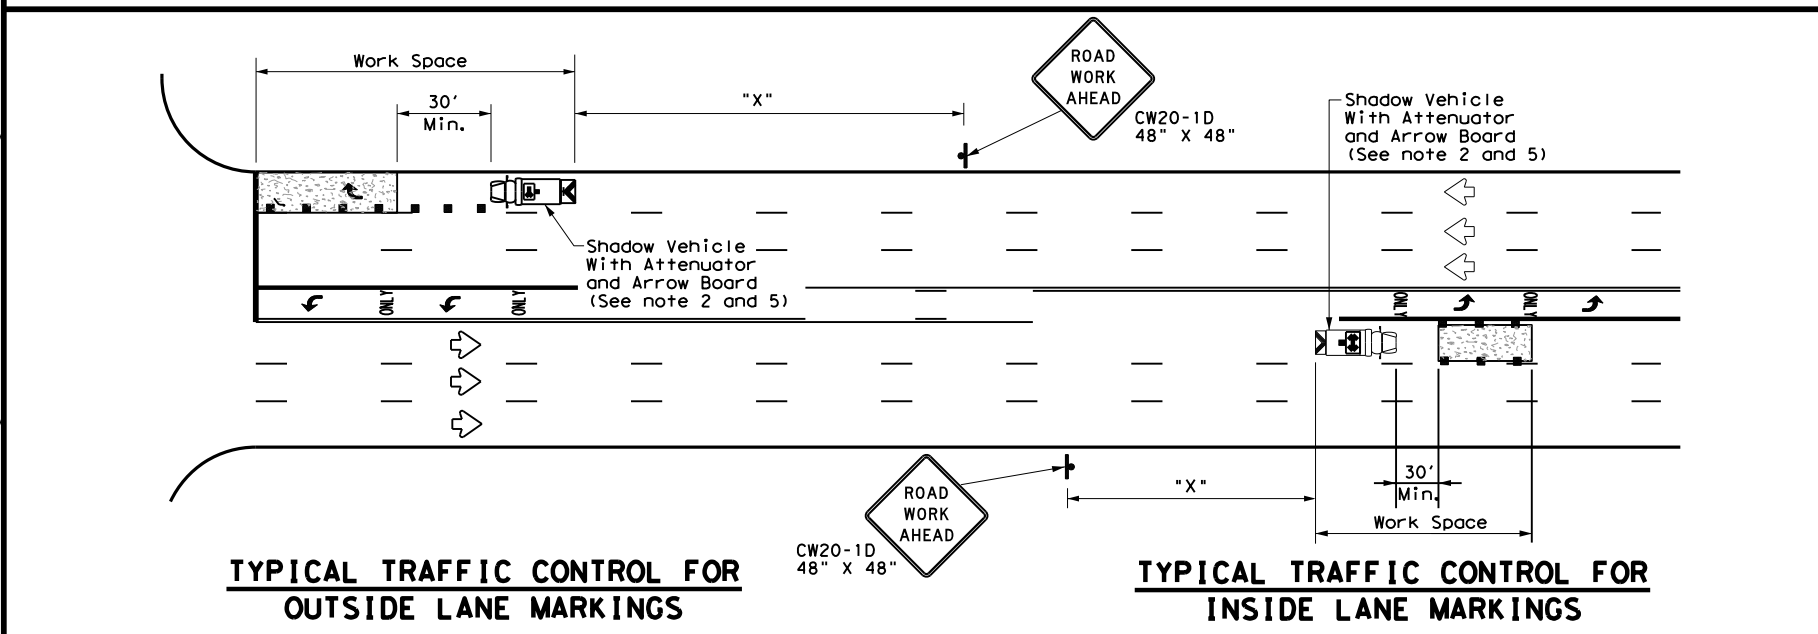 Work Space
30'
Min.
"X"
ROAD
WORK
AHEAD
CW20-1D
48" X 48"
Shadow Vehicle
With Attenuator
and Arrow Board
(See note 2 and 5)
Shadow Vehicle
With Attenuator
and Arrow Board
(See note 2 and 5)
ONLY
ONLY
ONLY
ONLY
ROAD
WORK
AHEAD
CW20-1D
48" X 48"
"X"
30'
Min.
Work Space
TYPICAL TRAFFIC CONTROL FOR
OUTSIDE LANE MARKINGS
TYPICAL TRAFFIC CONTROL FOR
INSIDE LANE MARKINGS